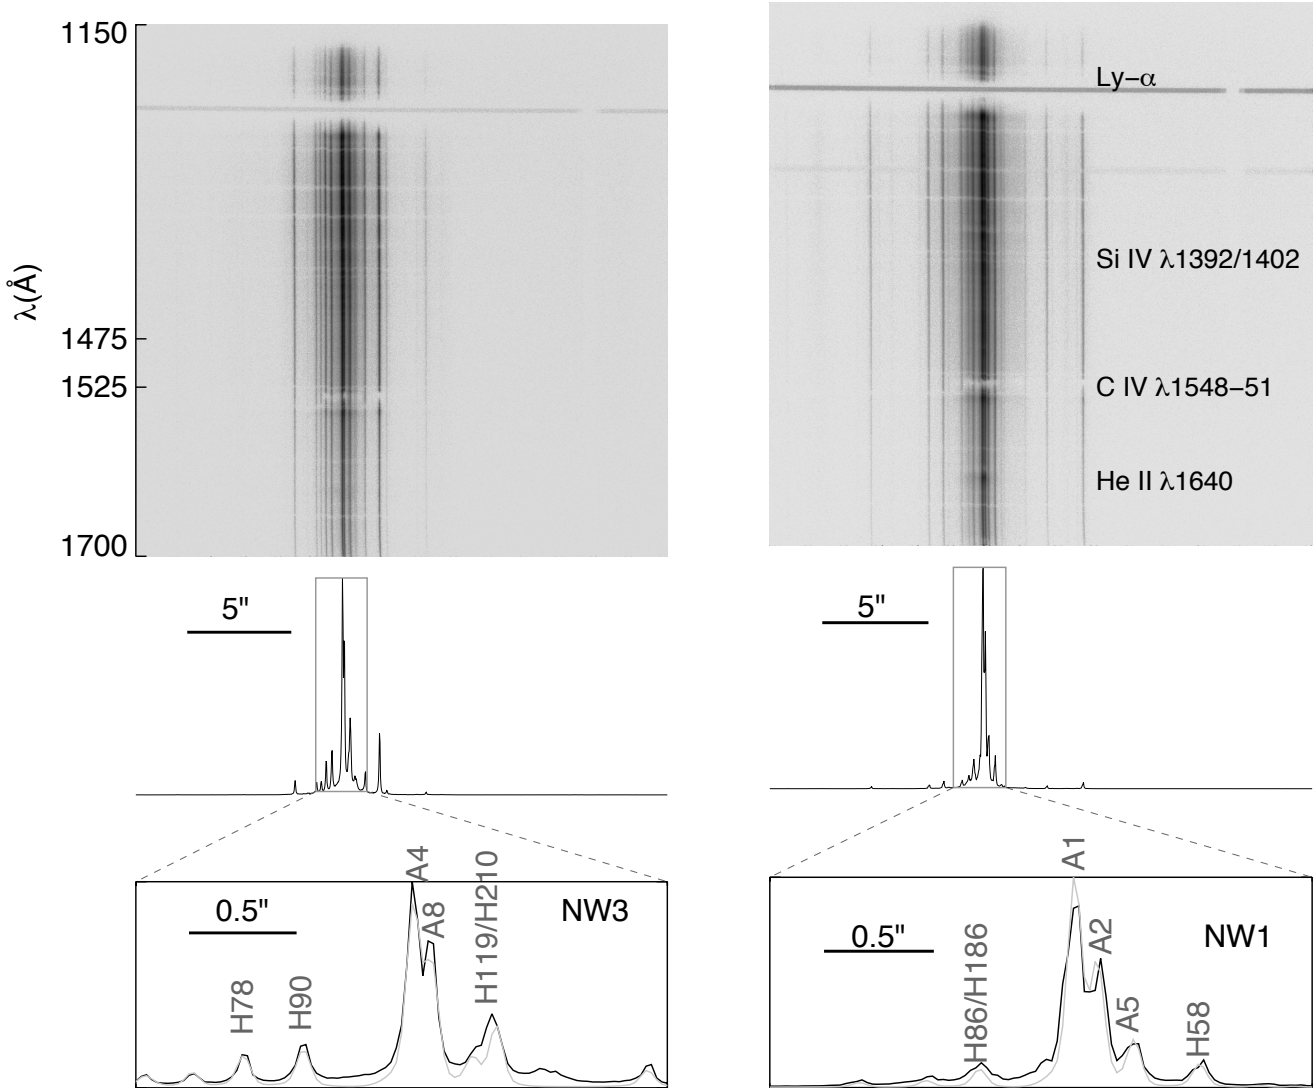 1150
1475
1525
1700
λ(Å)
Ly−α
Si IV λ1392/1402
C IV λ1548−51
He II λ1640
5"
5"
0.5"
NW3
H78
H90
A4
A8
H119/H210
0.5"
NW1
H86/H186
A1
A2
A5
H58